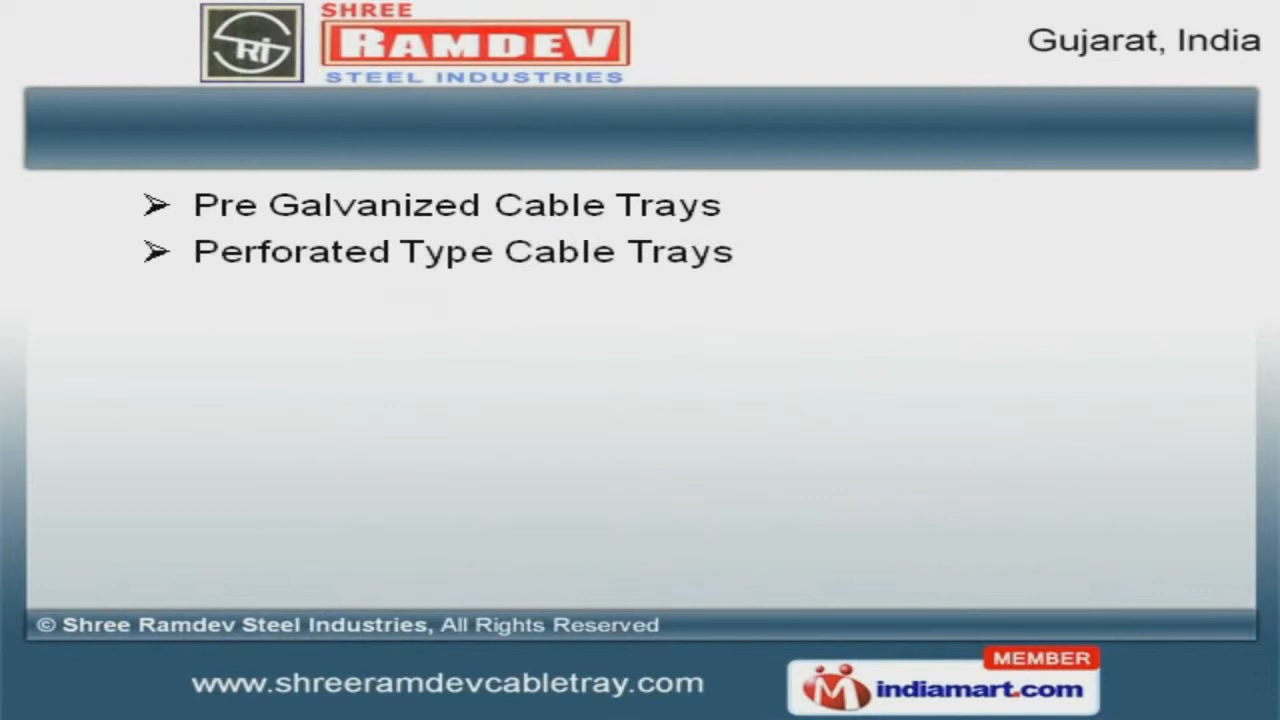 SRi
SHREE
RAMDEV
STEEL INDUSTRIES
Gujarat, India
➢ Pre Galvanized Cable Trays
➢ Perforated Type Cable Trays
© Shree Ramdev Steel Industries, All Rights Reserved
www.shreeramdevcabletray.com
MEMBER
indiamart.com